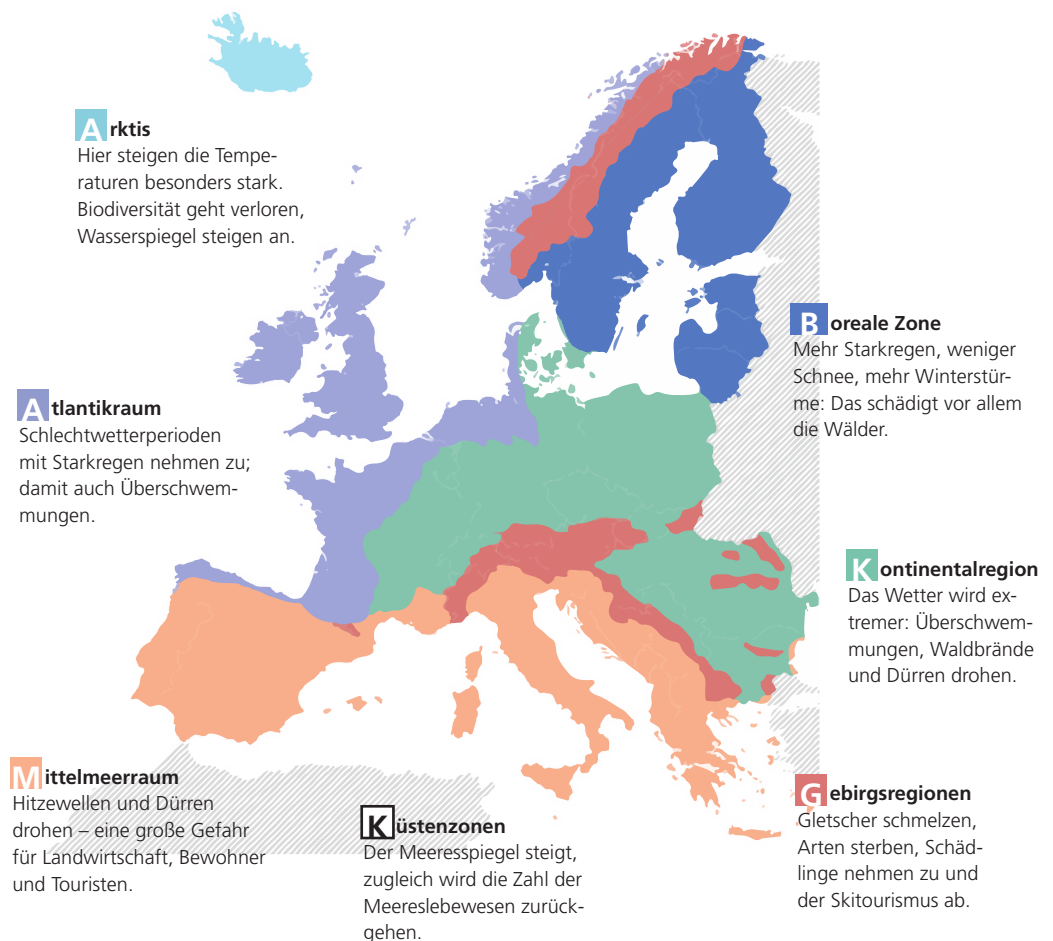 Arktis
Hier steigen die Tempe-
raturen besonders stark.
Biodiversität geht verloren,
Wasserspiegel steigen an.
Boreale Zone
Mehr Starkregen, weniger
Schnee, mehr Winterstür-
me: Das schädigt vor allem
die Wälder.
Atlantikraum
Schlechtwetterperioden
mit Starkregen nehmen zu;
damit auch Überschwem-
mungen.
Kontinentalregion
Das Wetter wird ex-
tremer: Überschwem-
mungen, Waldbrände
und Dürren drohen.
Mittelmeerraum
Hitzewellen und Dürren
drohen – eine große Gefahr
für Landwirtschaft, Bewohner
und Touristen.
Küstenzonen
Der Meeresspiegel steigt,
zugleich wird die Zahl der
Meereslebewesen zurück-
gehen.
Gebirgsregionen
Gletscher schmelzen,
Arten sterben, Schäd-
linge nehmen zu und
der Skitourismus ab.